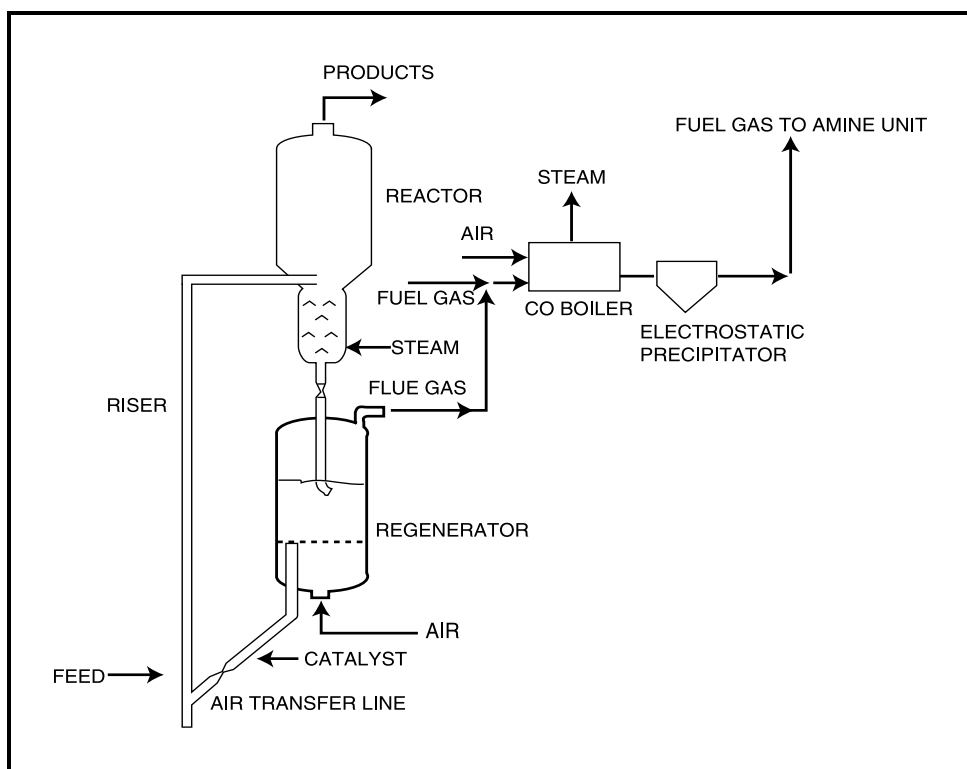 PRODUCTS
FUEL GAS TO AMINE UNIT
STEAM
REACTOR
AIR
FUEL GAS
CO BOILER
ELECTROSTATIC
PRECIPITATOR
STEAM
FLUE GAS
RISER
REGENERATOR
AIR
CATALYST
FEED
AIR TRANSFER LINE